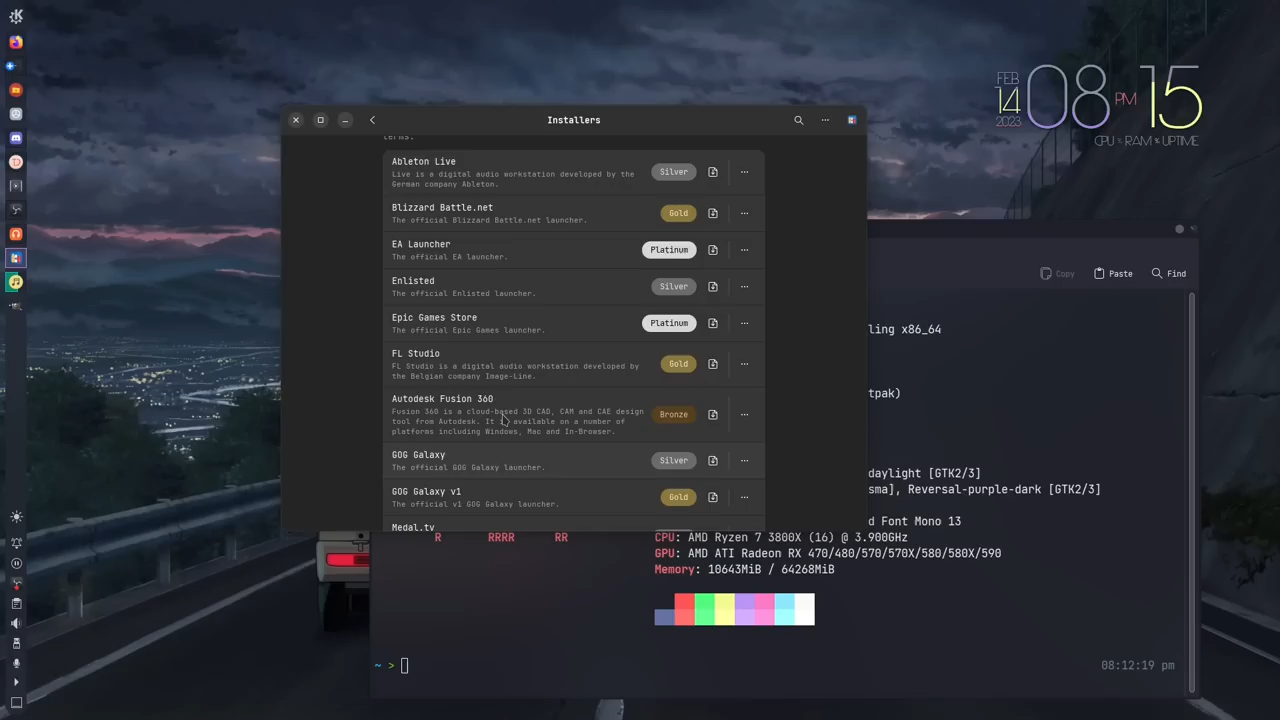 FEB
14
2023
08
PM
15
CPU × RAM × UPTIME
Installers
terms.
Ableton Live
Live is a digital audio workstation developed by the
German company Ableton.
Silver
Blizzard Battle.net
The official Blizzard Battle.net launcher.
Gold
EA Launcher
The official EA launcher.
Platinum
Enlisted
The official Enlisted launcher.
Silver
Epic Games Store
The official Epic Games launcher.
Platinum
FL Studio
FL Studio is a digital audio workstation developed by
the Belgian company Image-Line.
Gold
Autodesk Fusion 360
Fusion 360 is a cloud-based 3D CAD, CAM and CAE design
tool from Autodesk. It is available on a number of
platforms including Windows, Mac and In-Browser.
Bronze
GOG Galaxy
The official GOG Galaxy launcher.
Silver
GOG Galaxy v1
The official v1 GOG Galaxy launcher.
Gold
Medal.tv
Copy
Paste
Find
ling x86_64
tpak)
daylight [GTK2/3]
sma], Reversal-purple-dark [GTK2/3]
d Font Mono 13
R RRRR RR
CPU: AMD Ryzen 7 3800X (16) @ 3.900GHz
GPU: AMD ATI Radeon RX 470/480/570/570X/580/580X/590
Memory: 10643MiB / 64268MiB
~ >
08:12:19 pm